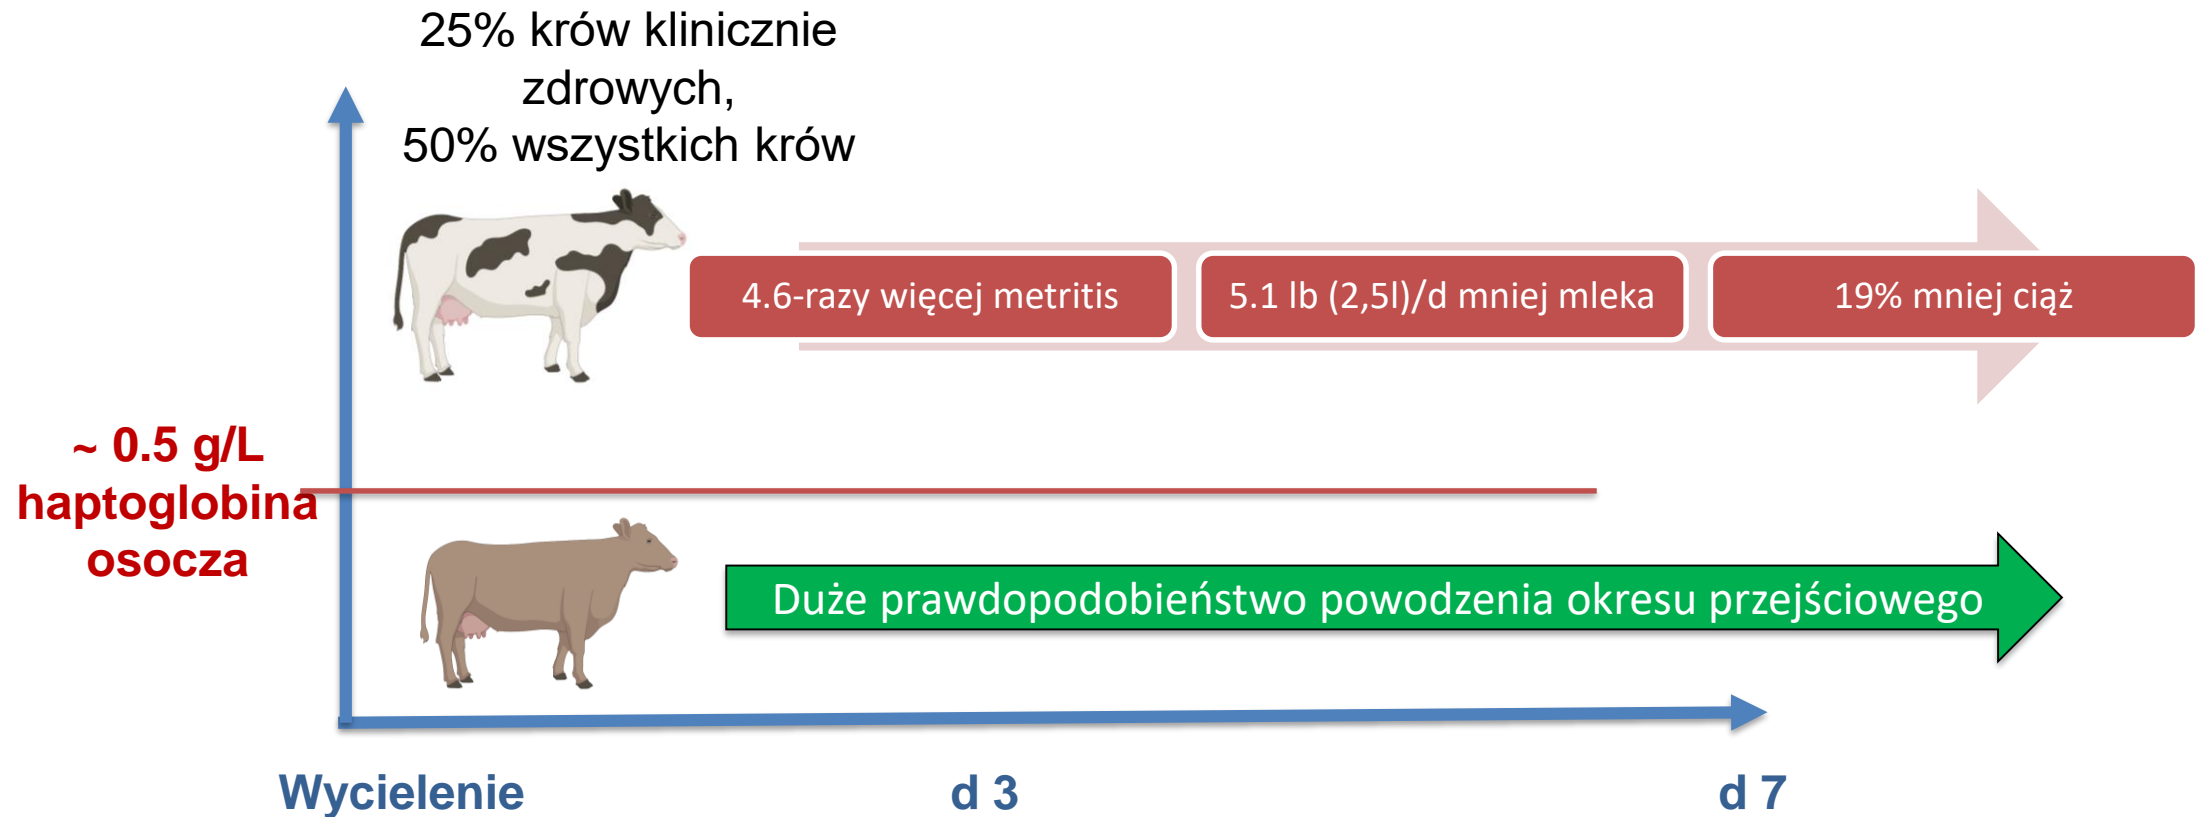 25% krów klinicznie
zdrowych,
50% wszystkich krów
4.6-razy więcej metritis
5.1 lb (2,5l)/d mniej mleka
19% mniej ciąż
~ 0.5 g/L
haptoglobina
osocza
Duże prawdopodobieństwo powodzenia okresu przejściowego
Wycielenie
d 3
d 7